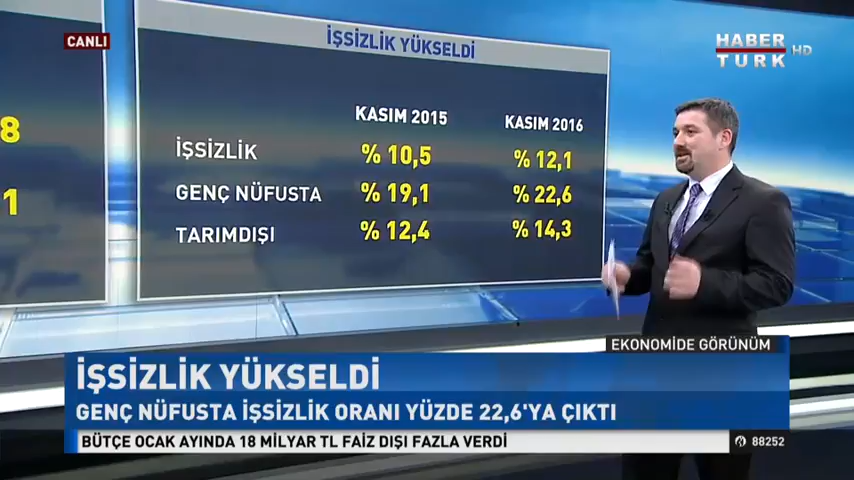 CANLI
İŞSİZLİK YÜKSELDİ
HABER
TÜRK HD
8
1
KASIM 2015 KASIM 2016
İŞSİZLİK % 10,5 % 12,1
GENÇ NÜFUSTA % 19,1 % 22,6
TARIMDIŞI % 12,4 % 14,3
EKONOMİDE GÖRÜNÜM
İŞSİZLİK YÜKSELDİ
GENÇ NÜFUSTA İŞSİZLİK ORANI YÜZDE 22,6'YA ÇIKTI
BÜTÇE OCAK AYINDA 18 MİLYAR TL FAİZ DIŞI FAZLA VERDİ 88252